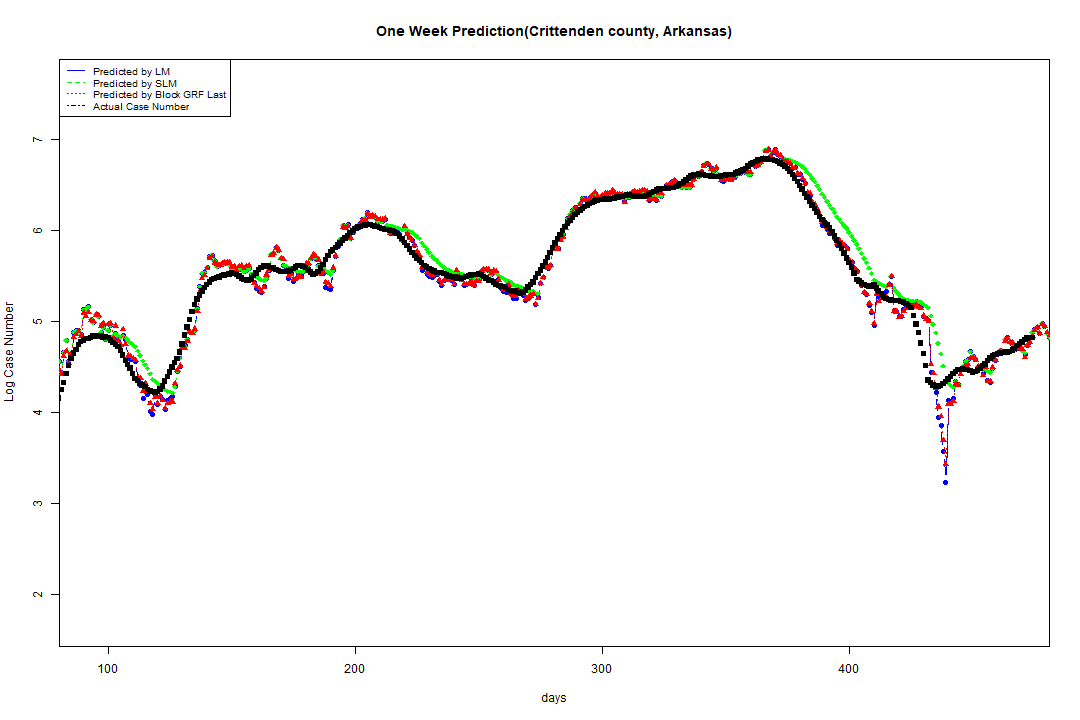 One Week Prediction(Crittenden county, Arkansas)
Predicted by LM
Predicted by SLM
Predicted by Block GRF Last
Actual Case Number
7
6
5
4
3
2
Log Case Number
100 200 300 400
days